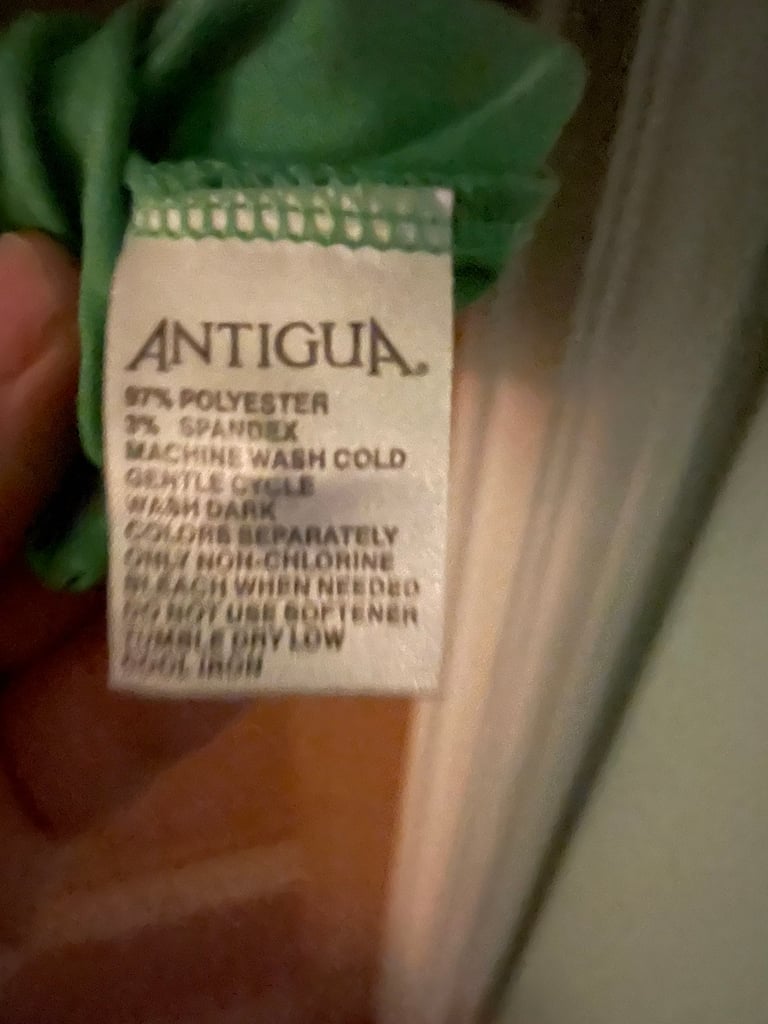 ANTIGUA.
97% POLYESTER
3% SPANDEX
MACHINE WASH COLD
GENTLE CYCLE
WASH DARK
COLORS SEPARATELY
ONLY NON-CHLORINE
BLEACH WHEN NEEDED
DO NOT USE SOFTENER
TUMBLE DRY LOW
COOL IRON